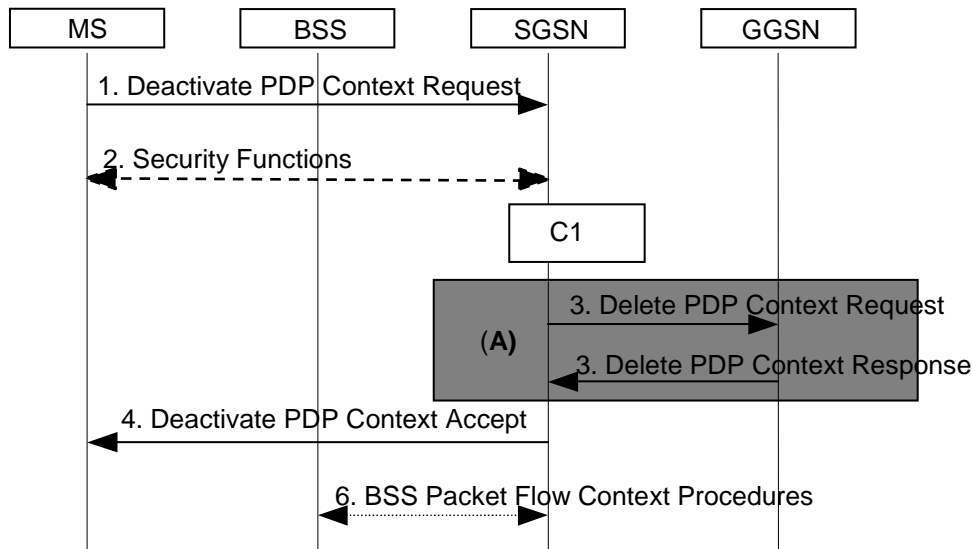 MS
BSS
SGSN
GGSN
1. Deactivate PDP Context Request
2. Security Functions
C1
3. Delete PDP Context Request
(A)
3. Delete PDP Context Response
4. Deactivate PDP Context Accept
6. BSS Packet Flow Context Procedures